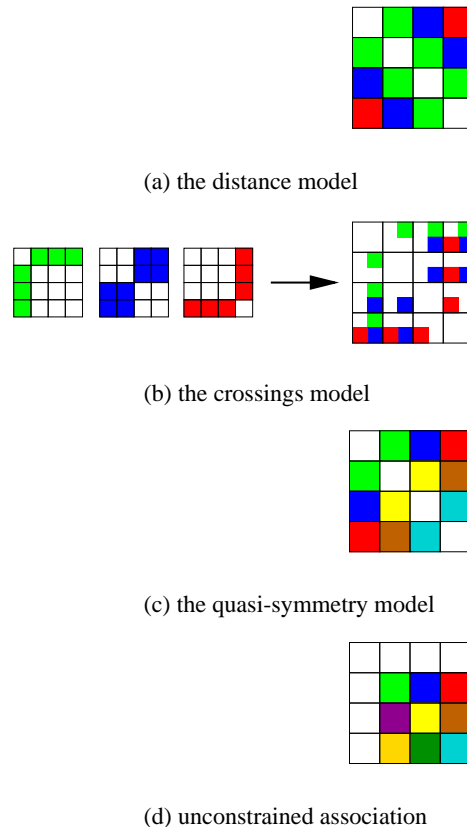 (a) the distance model
(b) the crossings model
(c) the quasi-symmetry model
(d) unconstrained association